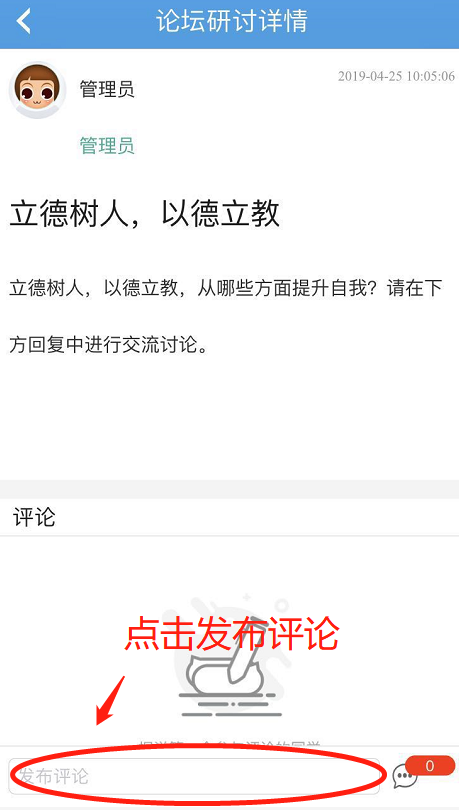 论坛研讨详情
管理员
2019-04-25 10:05:06
管理员
立德树人，以德立教
立德树人，以德立教，从哪些方面提升自我？请在下
方回复中进行交流讨论。
评论
点击发布评论
发布评论
0